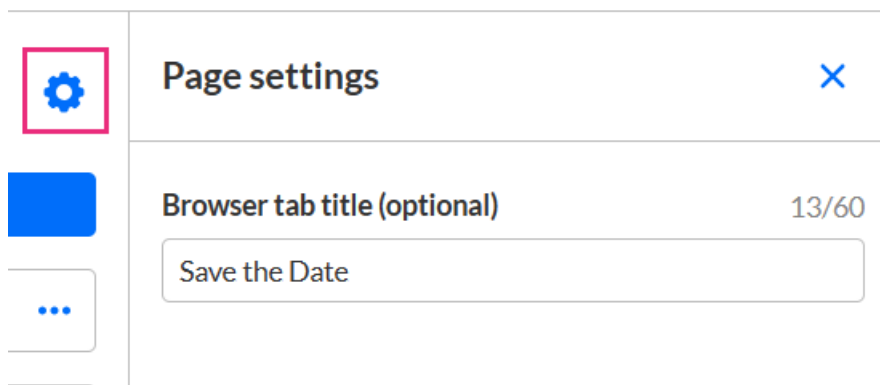 Page settings
Browser tab title (optional) 13/60
Save the Date